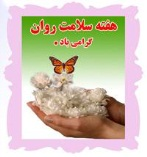 هفته سلامت روان
گرامی باد .